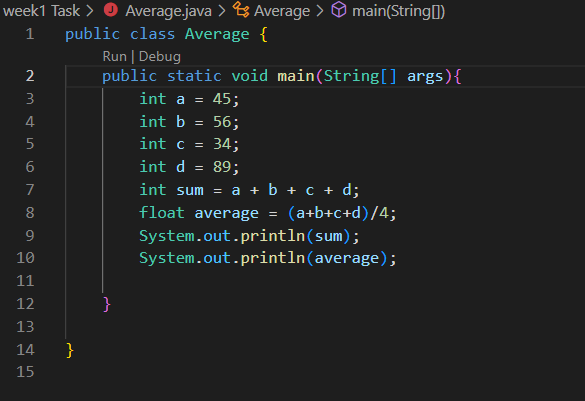 week1 Task > Average.java > Average > main(String[])
1 public class Average {
Run | Debug
2 public static void main(String[] args){
3 int a = 45;
4 int b = 56;
5 int c = 34;
6 int d = 89;
7 int sum = a + b + c + d;
8 float average = (a+b+c+d)/4;
9 System.out.println(sum);
10 System.out.println(average);
11
12 }
13
14 }
15